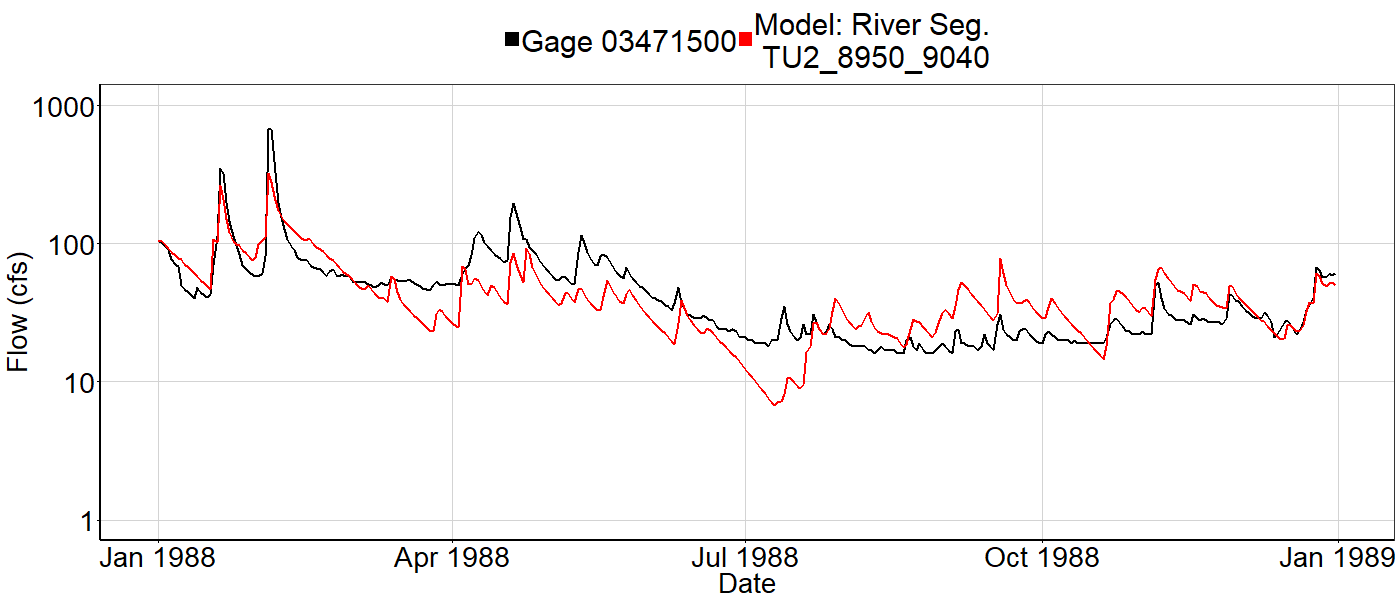 Gage 03471500
Model: River Seg.
TU2_8950_9040
Flow (cfs)
1000
100
10
1
Jan 1988 Apr 1988 Jul 1988 Oct 1988 Jan 1989
Date